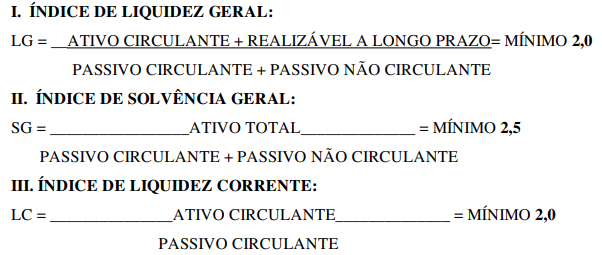 I. ÍNDICE DE LIQUIDEZ GERAL:
LG = __ATIVO CIRCULANTE + REALIZÁVEL A LONGO PRAZO= MÍNIMO 2,0
PASSIVO CIRCULANTE + PASSIVO NÃO CIRCULANTE
II. ÍNDICE DE SOLVÊNCIA GERAL:
SG = _________________ATIVO TOTAL______________ = MÍNIMO 2,5
PASSIVO CIRCULANTE + PASSIVO NÃO CIRCULANTE
III. ÍNDICE DE LIQUIDEZ CORRENTE:
LC = _______________ATIVO CIRCULANTE______________ = MÍNIMO 2,0
PASSIVO CIRCULANTE